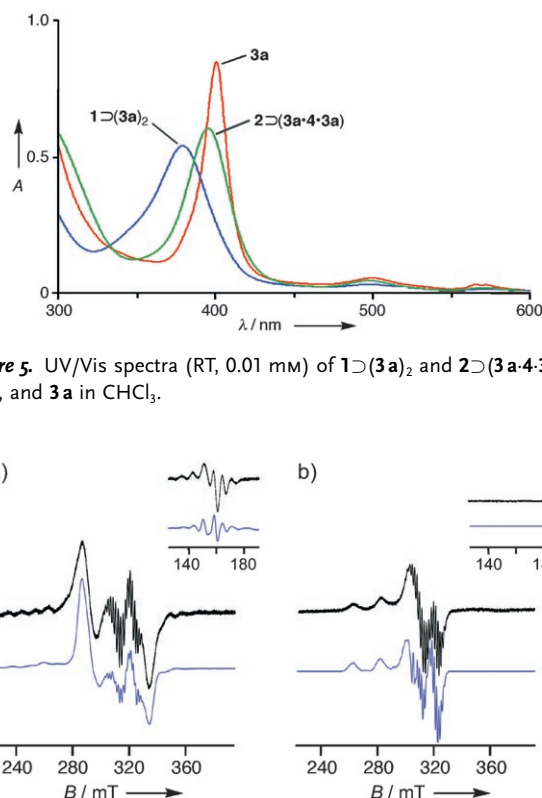 1.0
3a
1⊃(3a)₂
2⊃(3a·4·3a)
0.5
A
0
300
400
500
600
λ / nm
re 5. UV/Vis spectra (RT, 0.01 mM) of 1⊃(3a)₂ and 2⊃(3a·4·3
, and 3a in CHCl₃.
)
b)
140
180
140
1
240
280
320
360
B / mT
240
280
320
360
B / mT